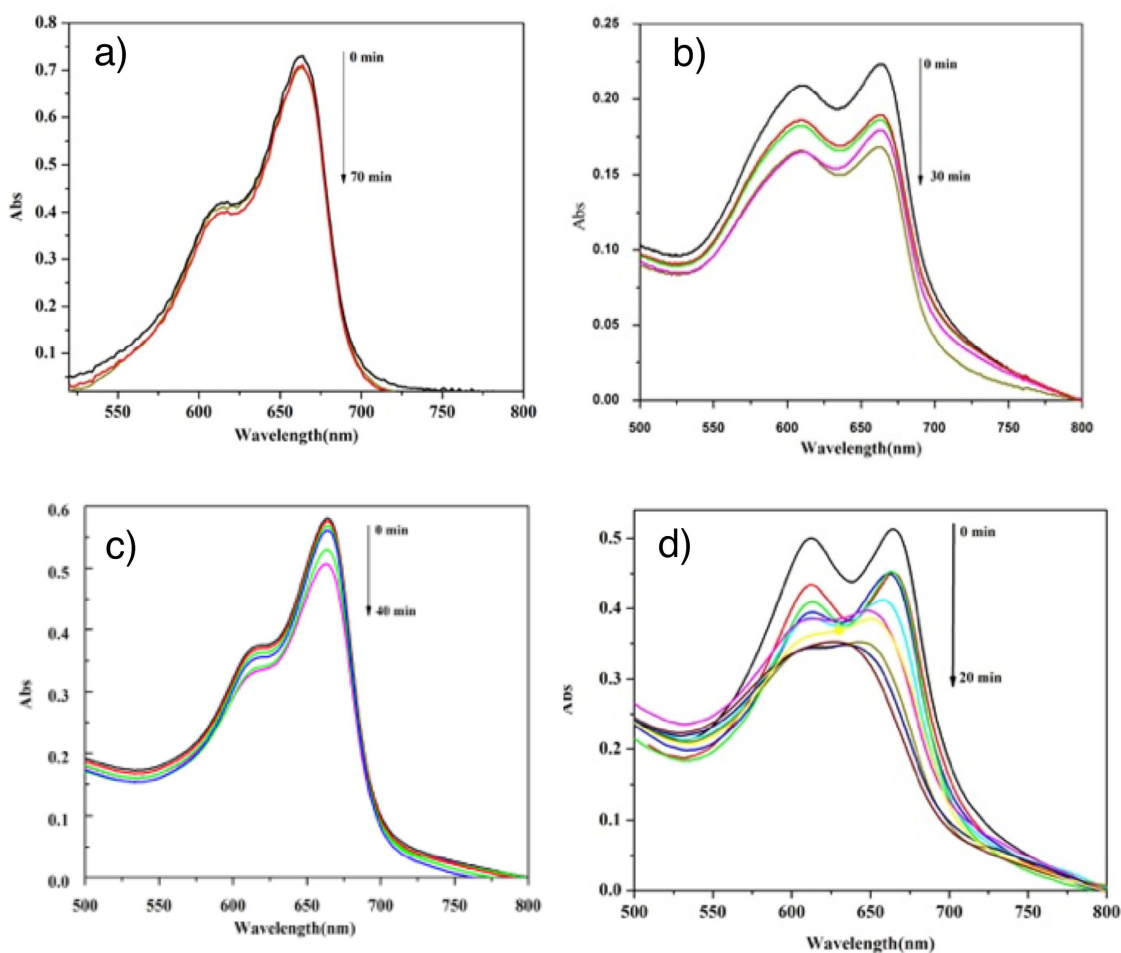 a)
0 min
70 min
Abs
0.8
0.7
0.6
0.5
0.4
0.3
0.2
0.1
550 600 650 700 750 800
Wavelength(nm)
b)
0 min
30 min
Abs
0.25
0.20
0.15
0.10
0.05
0.00
500 550 600 650 700 750 800
Wavelength(nm)
c)
0 min
40 min
Abs
0.6
0.5
0.4
0.3
0.2
0.1
0.0
500 550 600 650 700 750 800
Wavelength(nm)
d)
0 min
20 min
Abs
0.5
0.4
0.3
0.2
0.1
0.0
500 550 600 650 700 750 800
Wavelength(nm)